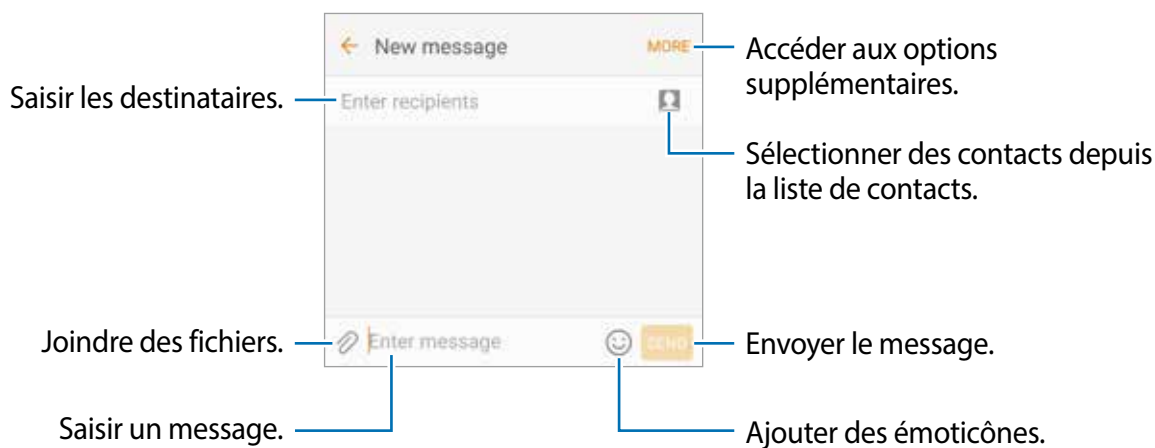 New message
MORE
Accéder aux options
supplémentaires.
Saisir les destinataires.
Enter recipients
Sélectionner des contacts depuis
la liste de contacts.
Joindre des fichiers.
Enter message
SEND
Envoyer le message.
Saisir un message.
Ajouter des émoticônes.